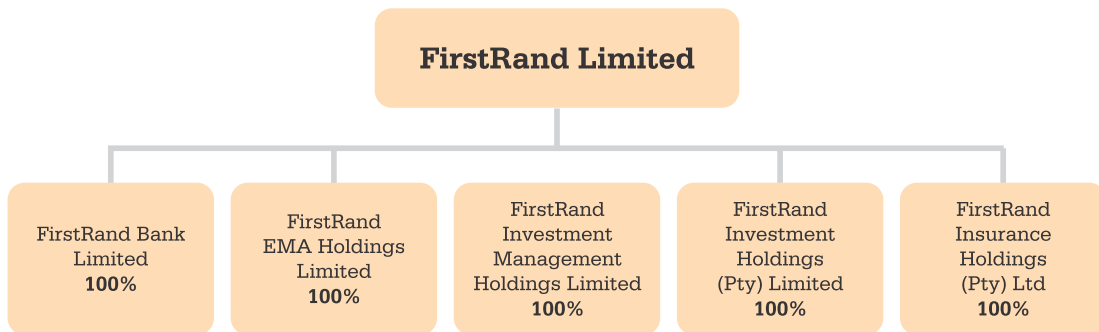 FirstRand Limited
FirstRand Bank
Limited
100%
FirstRand
EMA Holdings
Limited
100%
FirstRand
Investment
Management
Holdings Limited
100%
FirstRand
Investment
Holdings
(Pty) Limited
100%
FirstRand
Insurance
Holdings
(Pty) Ltd
100%